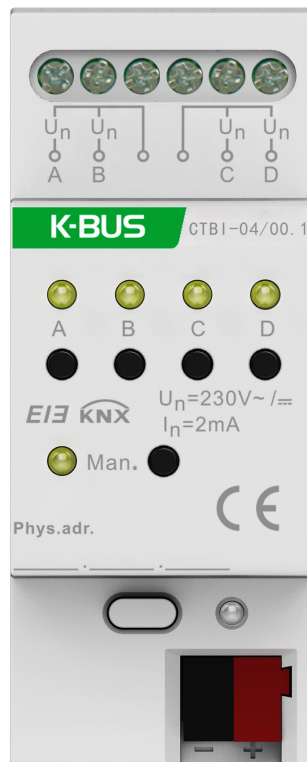 Un Un Un Un
A B C D
K-BUS CTBI-04/00.1
A B C D
EIB KNX Un=230V~/⎓
In=2mA
Man.
CE
Phys.adr.
- +